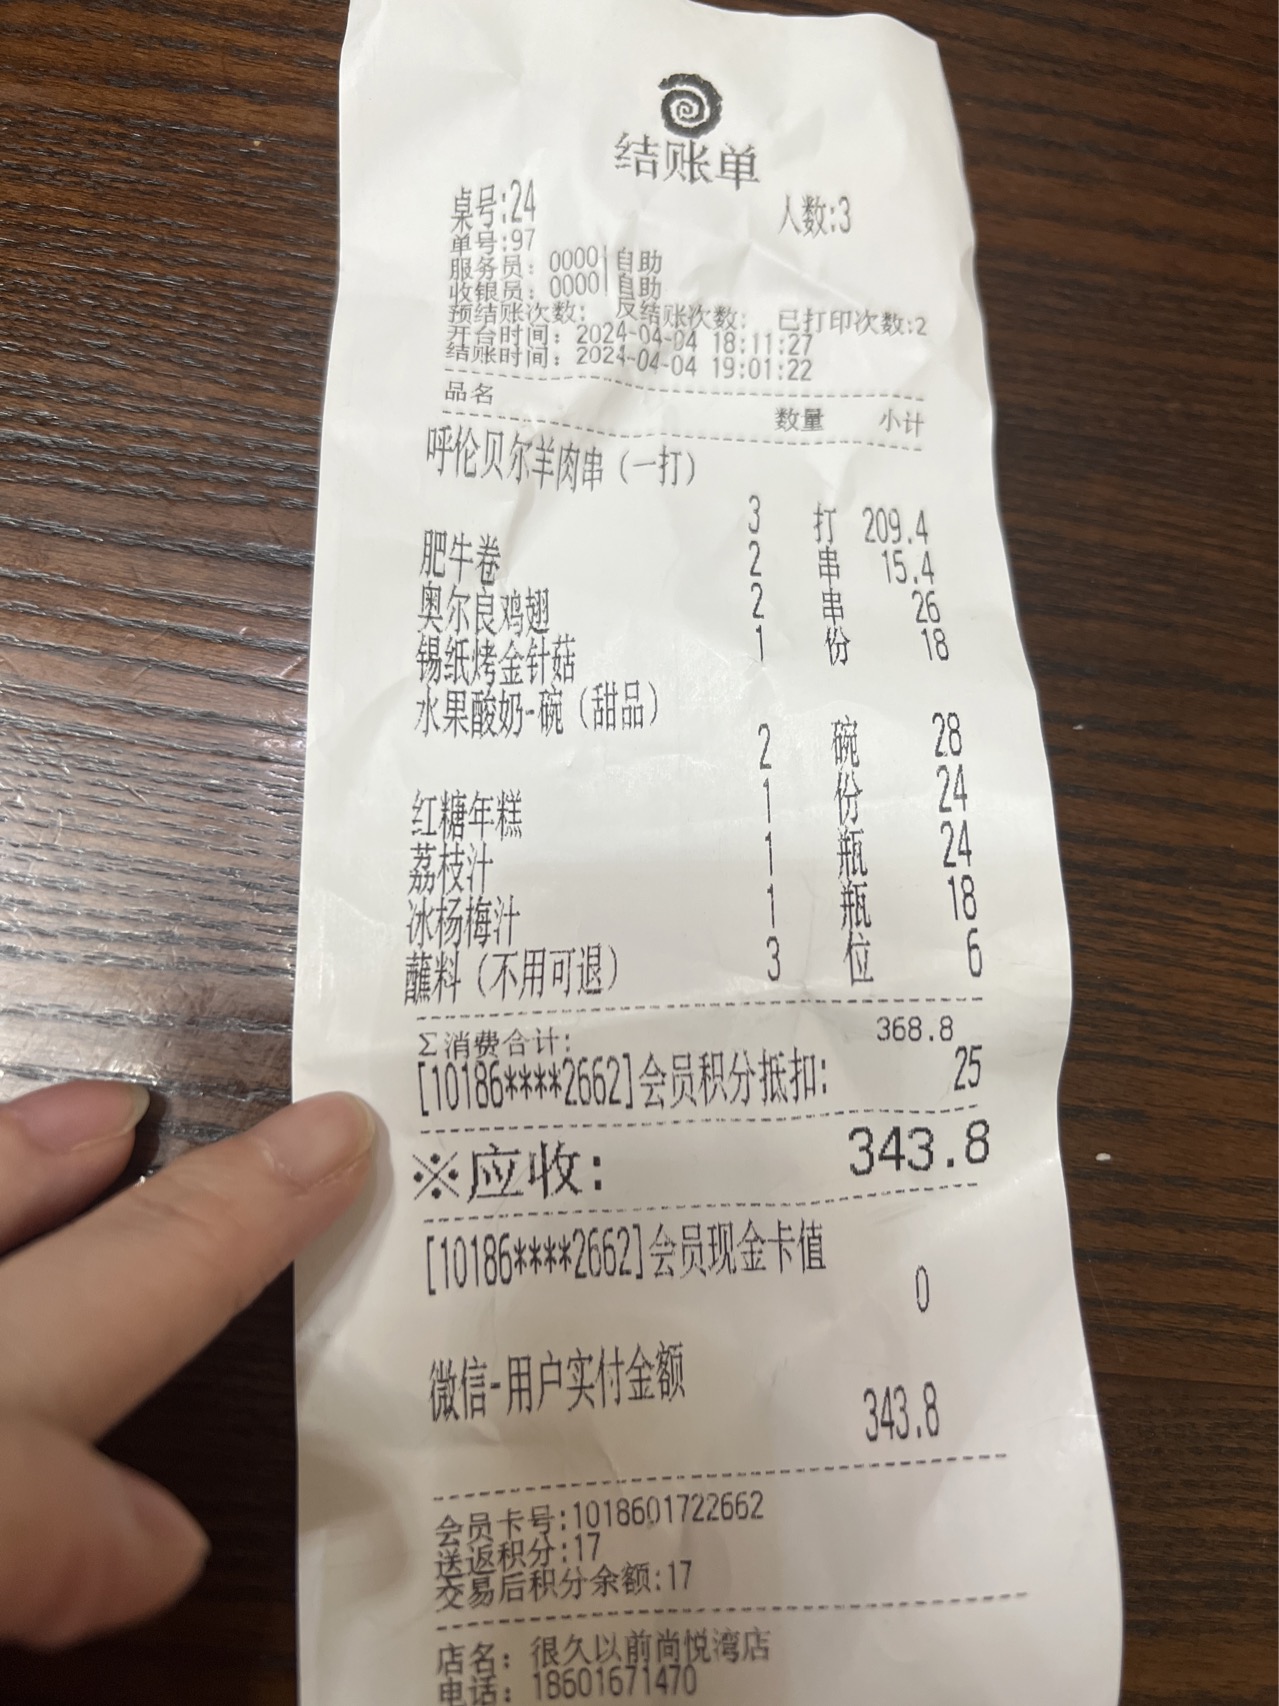 结账单
桌号:24 人数:3
单号:97
服务员: 0000|自助
收银员: 0000|自助
预结账次数: 反结账次数: 已打印次数:2
开台时间: 2024-04-04 18:11:27
结账时间: 2024-04-04 19:01:22
品名 数量 小计
呼伦贝尔羊肉串(一打)
3 打 209.4
肥牛卷 2 串 15.4
奥尔良鸡翅 2 串 26
锡纸烤金针菇 1 份 18
水果酸奶-碗(甜品)
2 碗 28
红糖年糕 1 份 24
荔枝汁 1 瓶 24
冰杨梅汁 1 瓶 18
蘸料(不用可退) 3 位 6
Σ消费合计: 368.8
[10186****2662]会员积分抵扣: 25
※应收: 343.8
[10186****2662]会员现金卡值
0
微信-用户实付金额
343.8
会员卡号:1018601722662
送返积分:17
交易后积分余额:17
店名: 很久以前尚悦湾店
电话: 18601671470